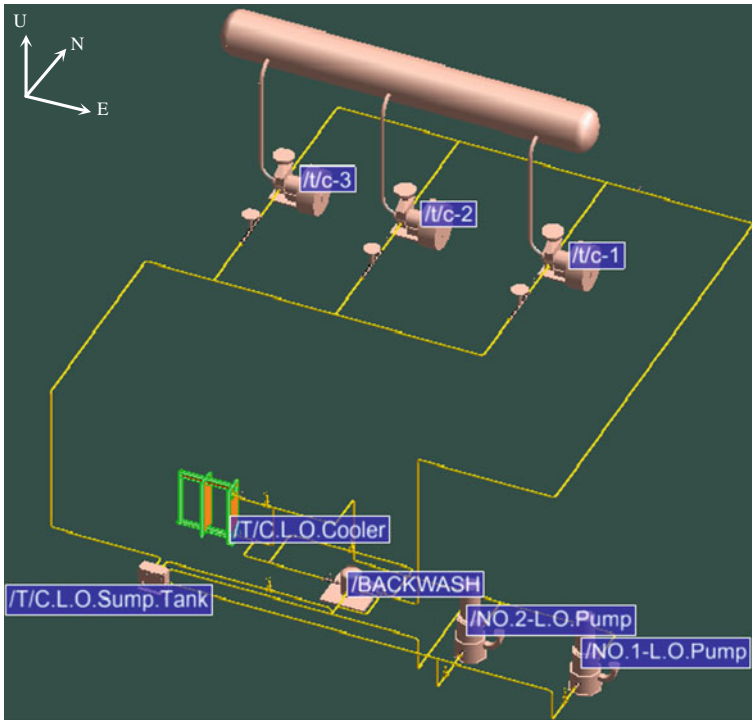 U
N
E
/t/c-3
/t/c-2
/t/c-1
/T/C.L.O.Cooler
/BACKWASH
/T/C.L.O.Sump.Tank
/NO.2-L.O.Pump
/NO.1-L.O.Pump